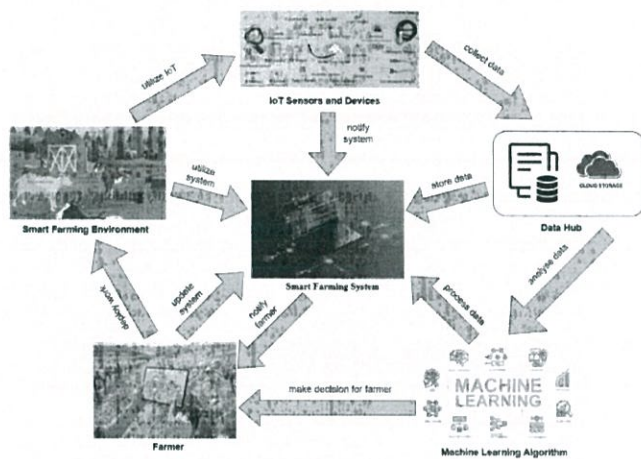 utilize IoT
collect data
IoT Sensors and Devices
notify
system
utilize
system
store data
CLOUD STORAGE
Smart Farming Environment
Data Hub
Smart Farming System
analyse data
deploy work
update
system
notify
farmer
process data
make decision for farmer
MACHINE
LEARNING
Farmer
Machine Learning Algorithm